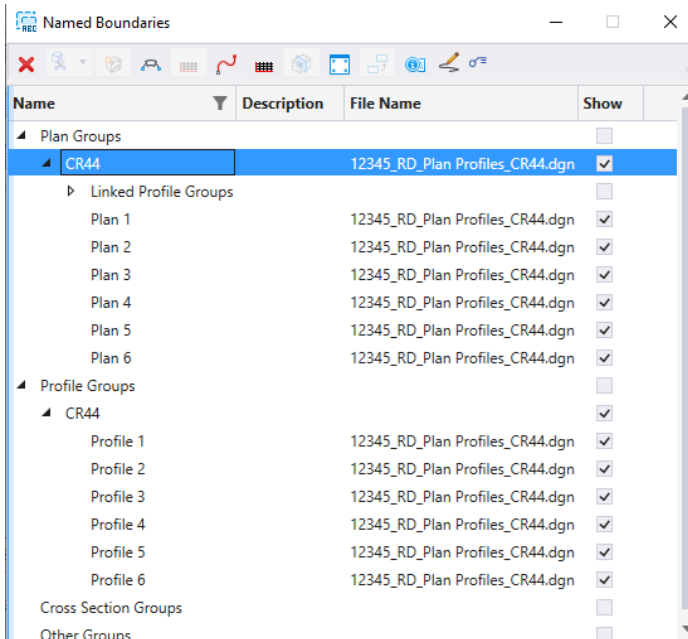 Named Boundaries
Name Description File Name Show
Plan Groups
CR44 12345_RD_Plan Profiles_CR44.dgn
Linked Profile Groups
Plan 1 12345_RD_Plan Profiles_CR44.dgn
Plan 2 12345_RD_Plan Profiles_CR44.dgn
Plan 3 12345_RD_Plan Profiles_CR44.dgn
Plan 4 12345_RD_Plan Profiles_CR44.dgn
Plan 5 12345_RD_Plan Profiles_CR44.dgn
Plan 6 12345_RD_Plan Profiles_CR44.dgn
Profile Groups
CR44
Profile 1 12345_RD_Plan Profiles_CR44.dgn
Profile 2 12345_RD_Plan Profiles_CR44.dgn
Profile 3 12345_RD_Plan Profiles_CR44.dgn
Profile 4 12345_RD_Plan Profiles_CR44.dgn
Profile 5 12345_RD_Plan Profiles_CR44.dgn
Profile 6 12345_RD_Plan Profiles_CR44.dgn
Cross Section Groups
Other Groups